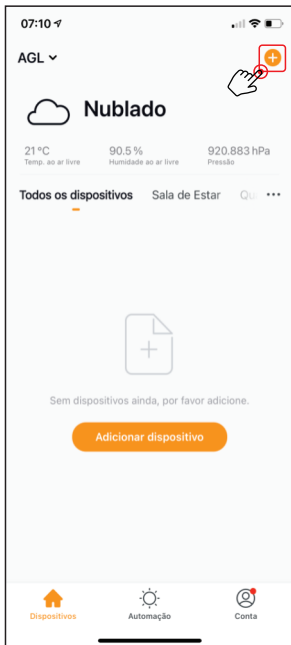 07:10
AGL
Nublado
21 °C 90.5 % 920.883 hPa
Temp. ao ar livre Humidade ao ar livre Pressão
Todos os dispositivos Sala de Estar Qu
Sem dispositivos ainda, por favor adicione.
Adicionar dispositivo
Dispositivos Automação Conta